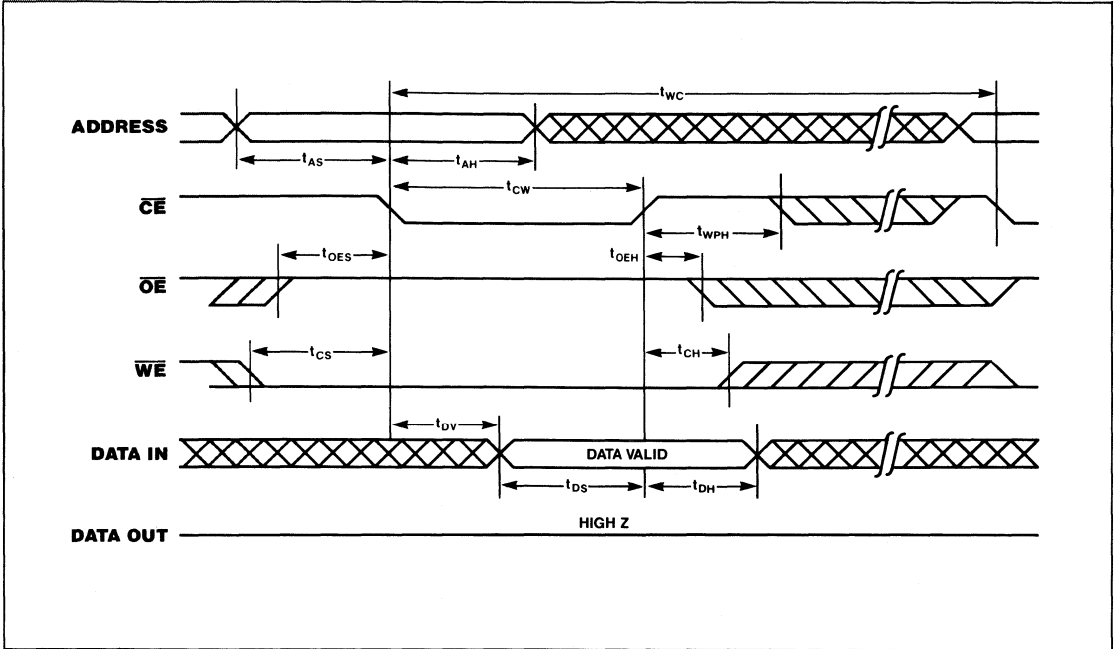 tWC
ADDRESS
tAS
tAH
tCW
CE
tWPH
tOES
tOEH
OE
tCS
tCH
WE
tDV
DATA IN
DATA VALID
tDS
tDH
HIGH Z
DATA OUT